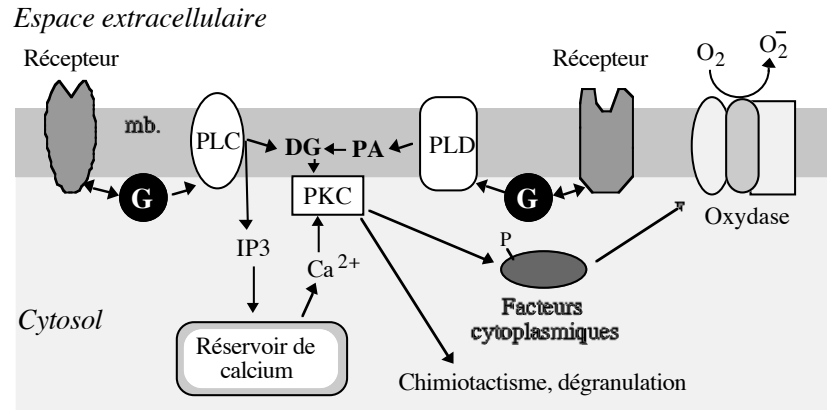 Espace extracellulaire
Récepteur
Récepteur
O2
O2-
mb.
PLC
DG
PA
PLD
G
PKC
G
Oxydase
P
IP3
Ca 2+
Facteurs
cytoplasmiques
Cytosol
Réservoir de
calcium
Chimiotactisme, dégranulation